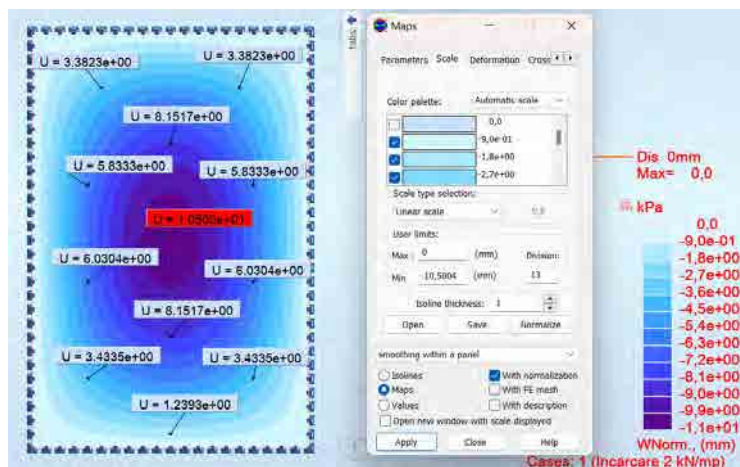 U = 3.3823e+00
U = 3.3823e+00
U = 8.1517e+00
U = 5.8333e+00
U = 5.8333e+00
U = 6.0304e+00
U = 6.0304e+00
U = 8.1517e+00
U = 3.4335e+00
U = 3.4335e+00
U = 1.2393e+00
Maps
Parameters Scale Deformation Cross
Color palette: Automatic scale
0,0
-9,0e-01
-1,8e+00
-2,7e+00
Scale type selection:
Linear scale 0,0
User limits:
Max : 0 (mm) Division:
Min -10,5004 (mm) 13
Isoline thickness: 1
Open Save Normalize
smoothing within a panel
Isolines With normalization
Maps With FE mesh
Values With description
Open new window with scale displayed
Apply Close Help
Dis 0mm
Max= 0,0
kPa
0,0
-9,0e-01
-1,8e+00
-2,7e+00
-3,6e+00
-4,5e+00
-5,3e+00
-6,3e+00
-7,2e+00
-8,1e+00
-9,0e+00
-9,9e+00
-1,1e+01
WNorm., (mm)
Cases: 1 (Incarcare 2 kN/mp)